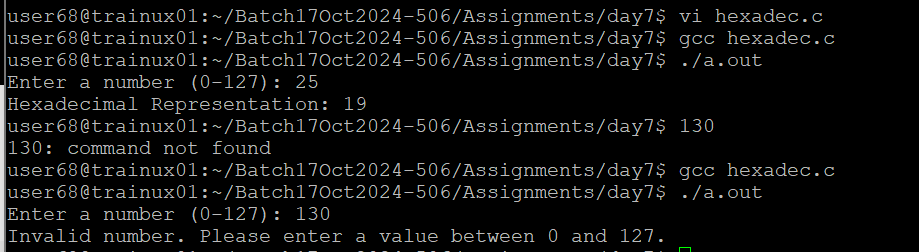 user68@trainux01:~/Batch17Oct2024-506/Assignments/day7$ vi hexadec.c
user68@trainux01:~/Batch17Oct2024-506/Assignments/day7$ gcc hexadec.c
user68@trainux01:~/Batch17Oct2024-506/Assignments/day7$ ./a.out
Enter a number (0-127): 25
Hexadecimal Representation: 19
user68@trainux01:~/Batch17Oct2024-506/Assignments/day7$ 130
130: command not found
user68@trainux01:~/Batch17Oct2024-506/Assignments/day7$ gcc hexadec.c
user68@trainux01:~/Batch17Oct2024-506/Assignments/day7$ ./a.out
Enter a number (0-127): 130
Invalid number. Please enter a value between 0 and 127.